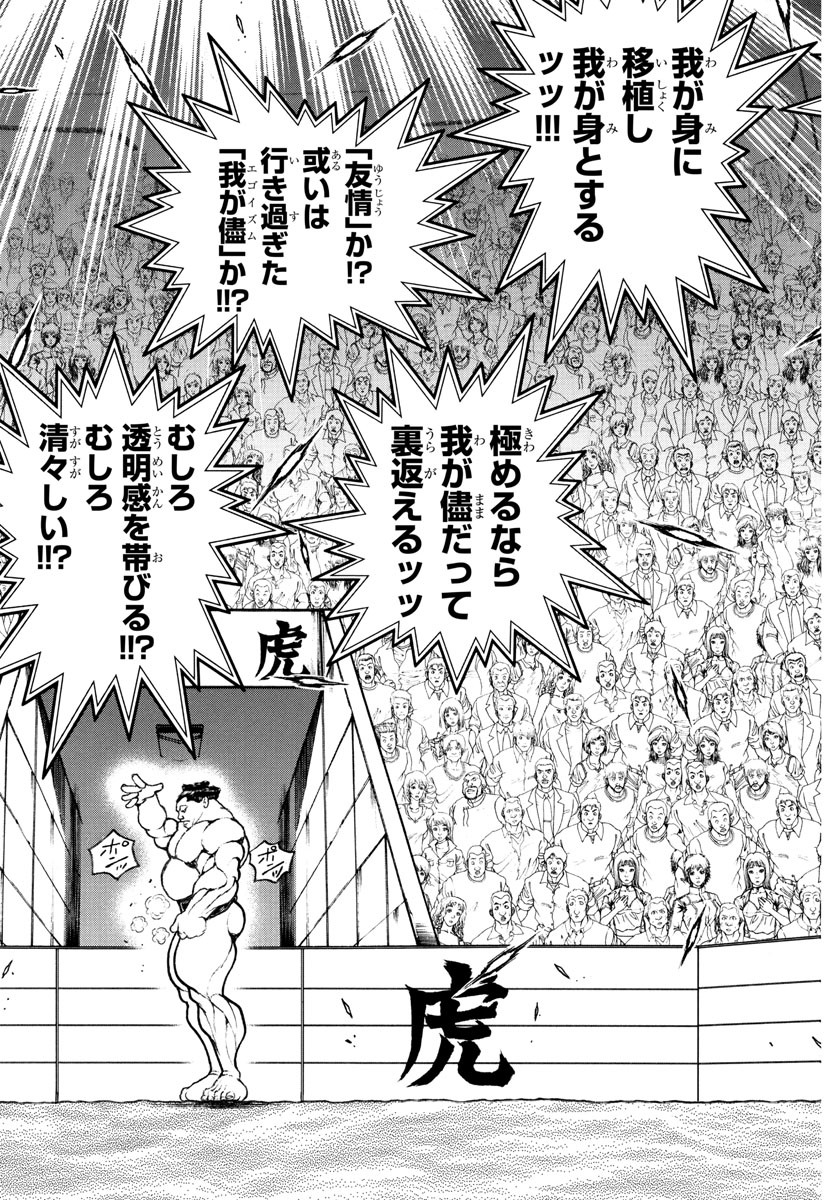 我が身に
移植し
我が身とする
ッッ!!!
「友情」か!?
或いは
行き過ぎた
「我が儘」か!!?
極めるなら
我が儘だって
裏返えるッッ
むしろ
透明感を帯びる!!?
むしろ
清々しい!!?
虎
ポニッ
ポニッ
虎